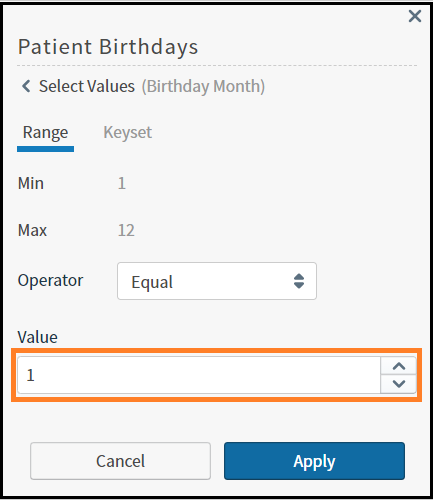 Patient Birthdays
Select Values (Birthday Month)
Range Keyset
Min 1
Max 12
Operator Equal
Value
1
Cancel Apply